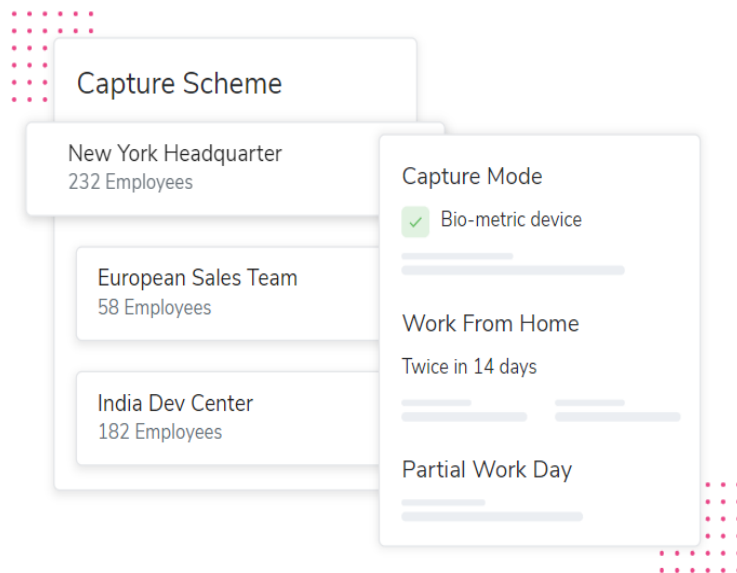 Capture Scheme
New York Headquarter
232 Employees
European Sales Team
58 Employees
India Dev Center
182 Employees
Capture Mode
Bio-metric device
Work From Home
Twice in 14 days
Partial Work Day